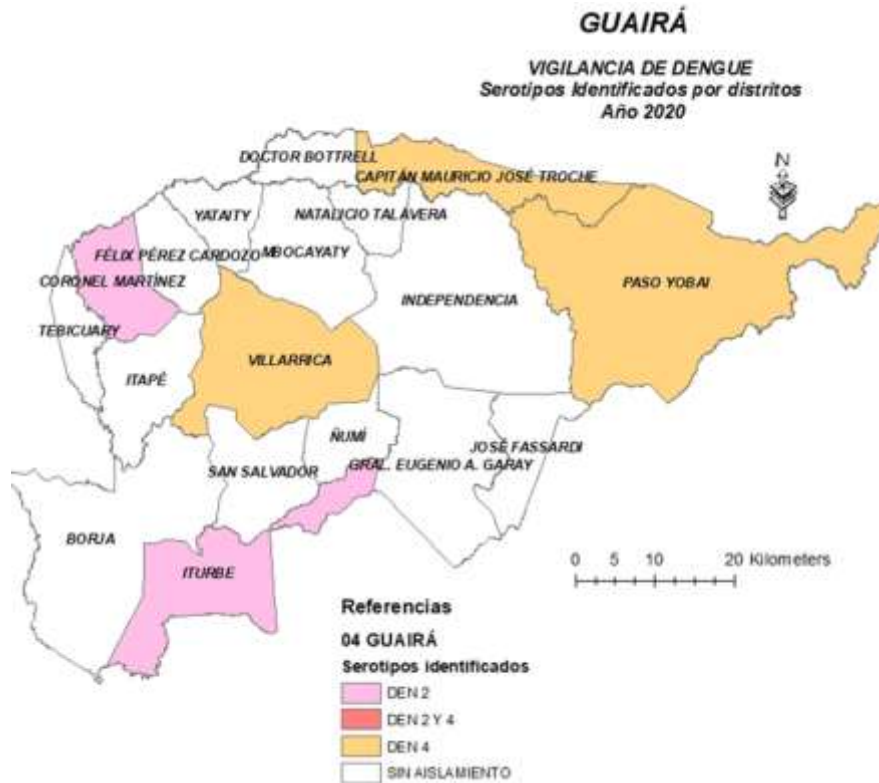 GUAIRÁ
VIGILANCIA DE DENGUE
Serotipos Identificados por distritos
Año 2020
N
DOCTOR BOTTRELL
CAPITÁN MAURICIO JOSÉ TROCHE
YATAITY
NATALICIO TALAVERA
FÉLIX PÉREZ CARDOZO
MBOCAYATY
CORONEL MARTÍNEZ
PASO YOBAI
INDEPENDENCIA
TEBICUARY
VILLARRICA
ITAPÉ
ÑUMÍ
JOSÉ FASSARDI
SAN SALVADOR
GRAL. EUGENIO A. GARAY
BORJA
ITURBE
0 5 10 20 Kilometers
Referencias
04 GUAIRÁ
Serotipos identificados
DEN 2
DEN 2 Y 4
DEN 4
SIN AISLAMIENTO